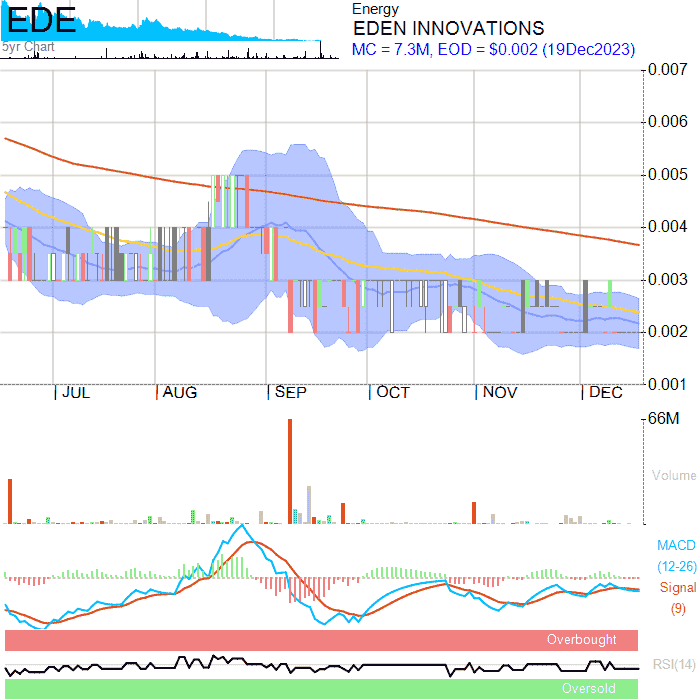 EDE
5yr Chart
Energy
EDEN INNOVATIONS
MC = 7.3M, EOD = $0.002 (19Dec2023)
0.007
0.006
0.005
0.004
0.003
0.002
0.001
JUL AUG SEP OCT NOV DEC
66M
Volume
MACD
(12-26)
Signal
(9)
Overbought
RSI(14)
Oversold